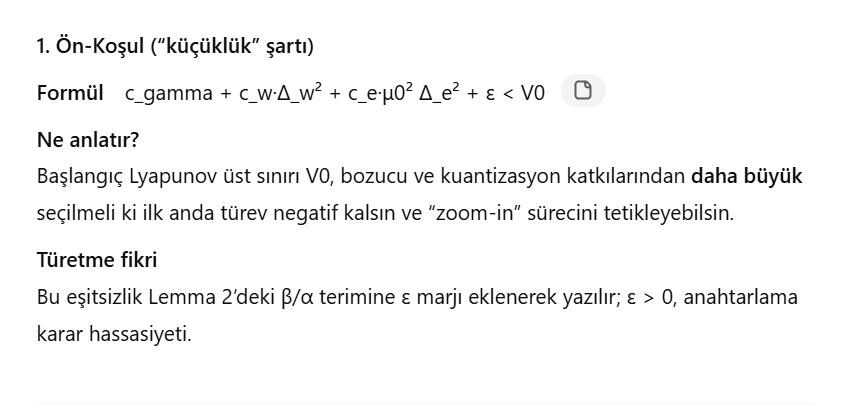 1. Ön-Koşul (“küçüklük” şartı)
Formül c_gamma + c_w·Δ_w² + c_e·µ0² Δ_e² + ε < V0
Ne anlatır?
Başlangıç Lyapunov üst sınırı V0, bozucu ve kuantizasyon katkılarından daha büyük
seçilmeli ki ilk anda türev negatif kalsın ve “zoom-in” sürecini tetikleyebilsin.
Türetme fikri
Bu eşitsizlik Lemma 2’deki β/α terimine ε marjı eklenerek yazılır; ε > 0, anahtarlama
karar hassasiyeti.